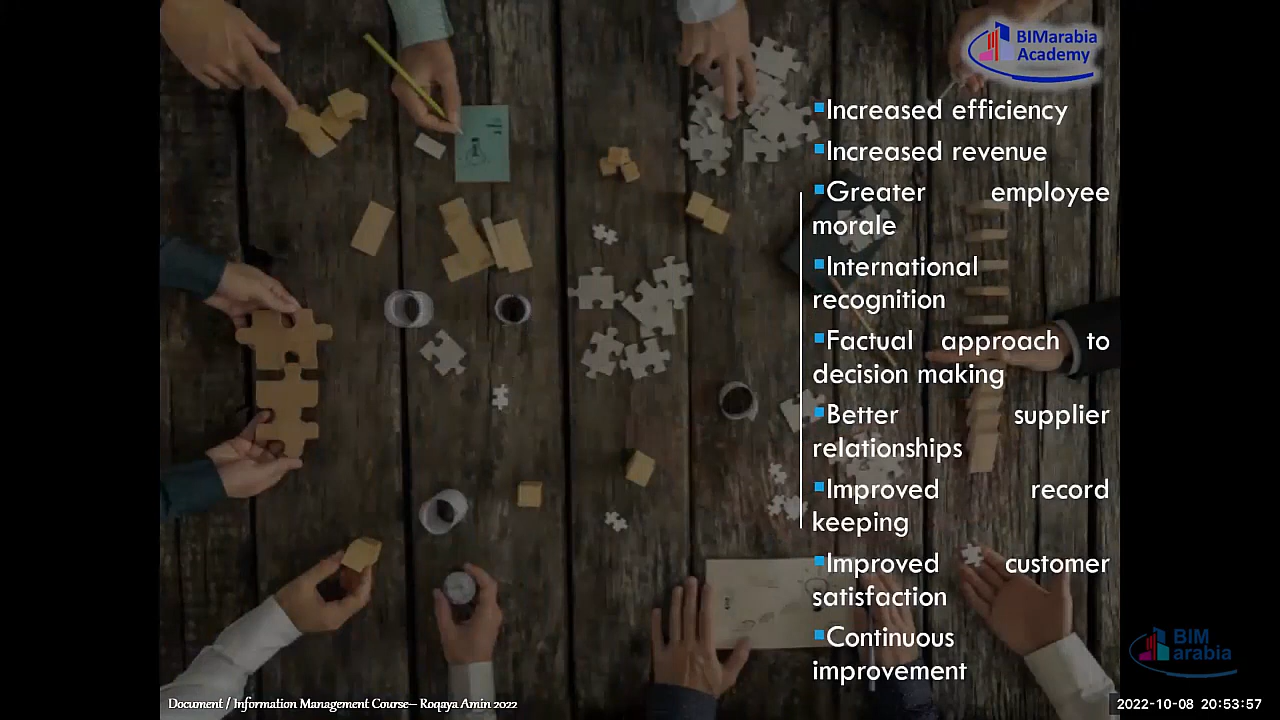 BIMarabia
Academy
▪Increased efficiency
▪Increased revenue
▪Greater employee
morale
▪International
recognition
▪Factual approach to
decision making
▪Better supplier
relationships
▪Improved record
keeping
▪Improved customer
satisfaction
▪Continuous
improvement
BIM
arabia
Document / Information Management Course– Roqaya Amin 2022
2022-10-08 20:53:57